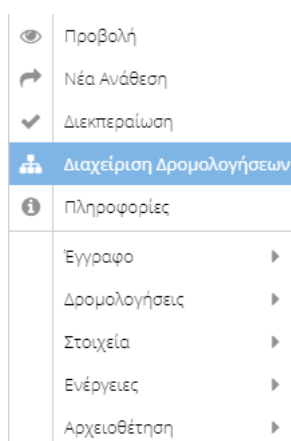 Προβολή
Νέα Ανάθεση
Διεκπεραίωση
Διαχείριση Δρομολογήσεων
Πληροφορίες
Έγγραφο
Δρομολογήσεις
Στοιχεία
Ενέργειες
Αρχειοθέτηση